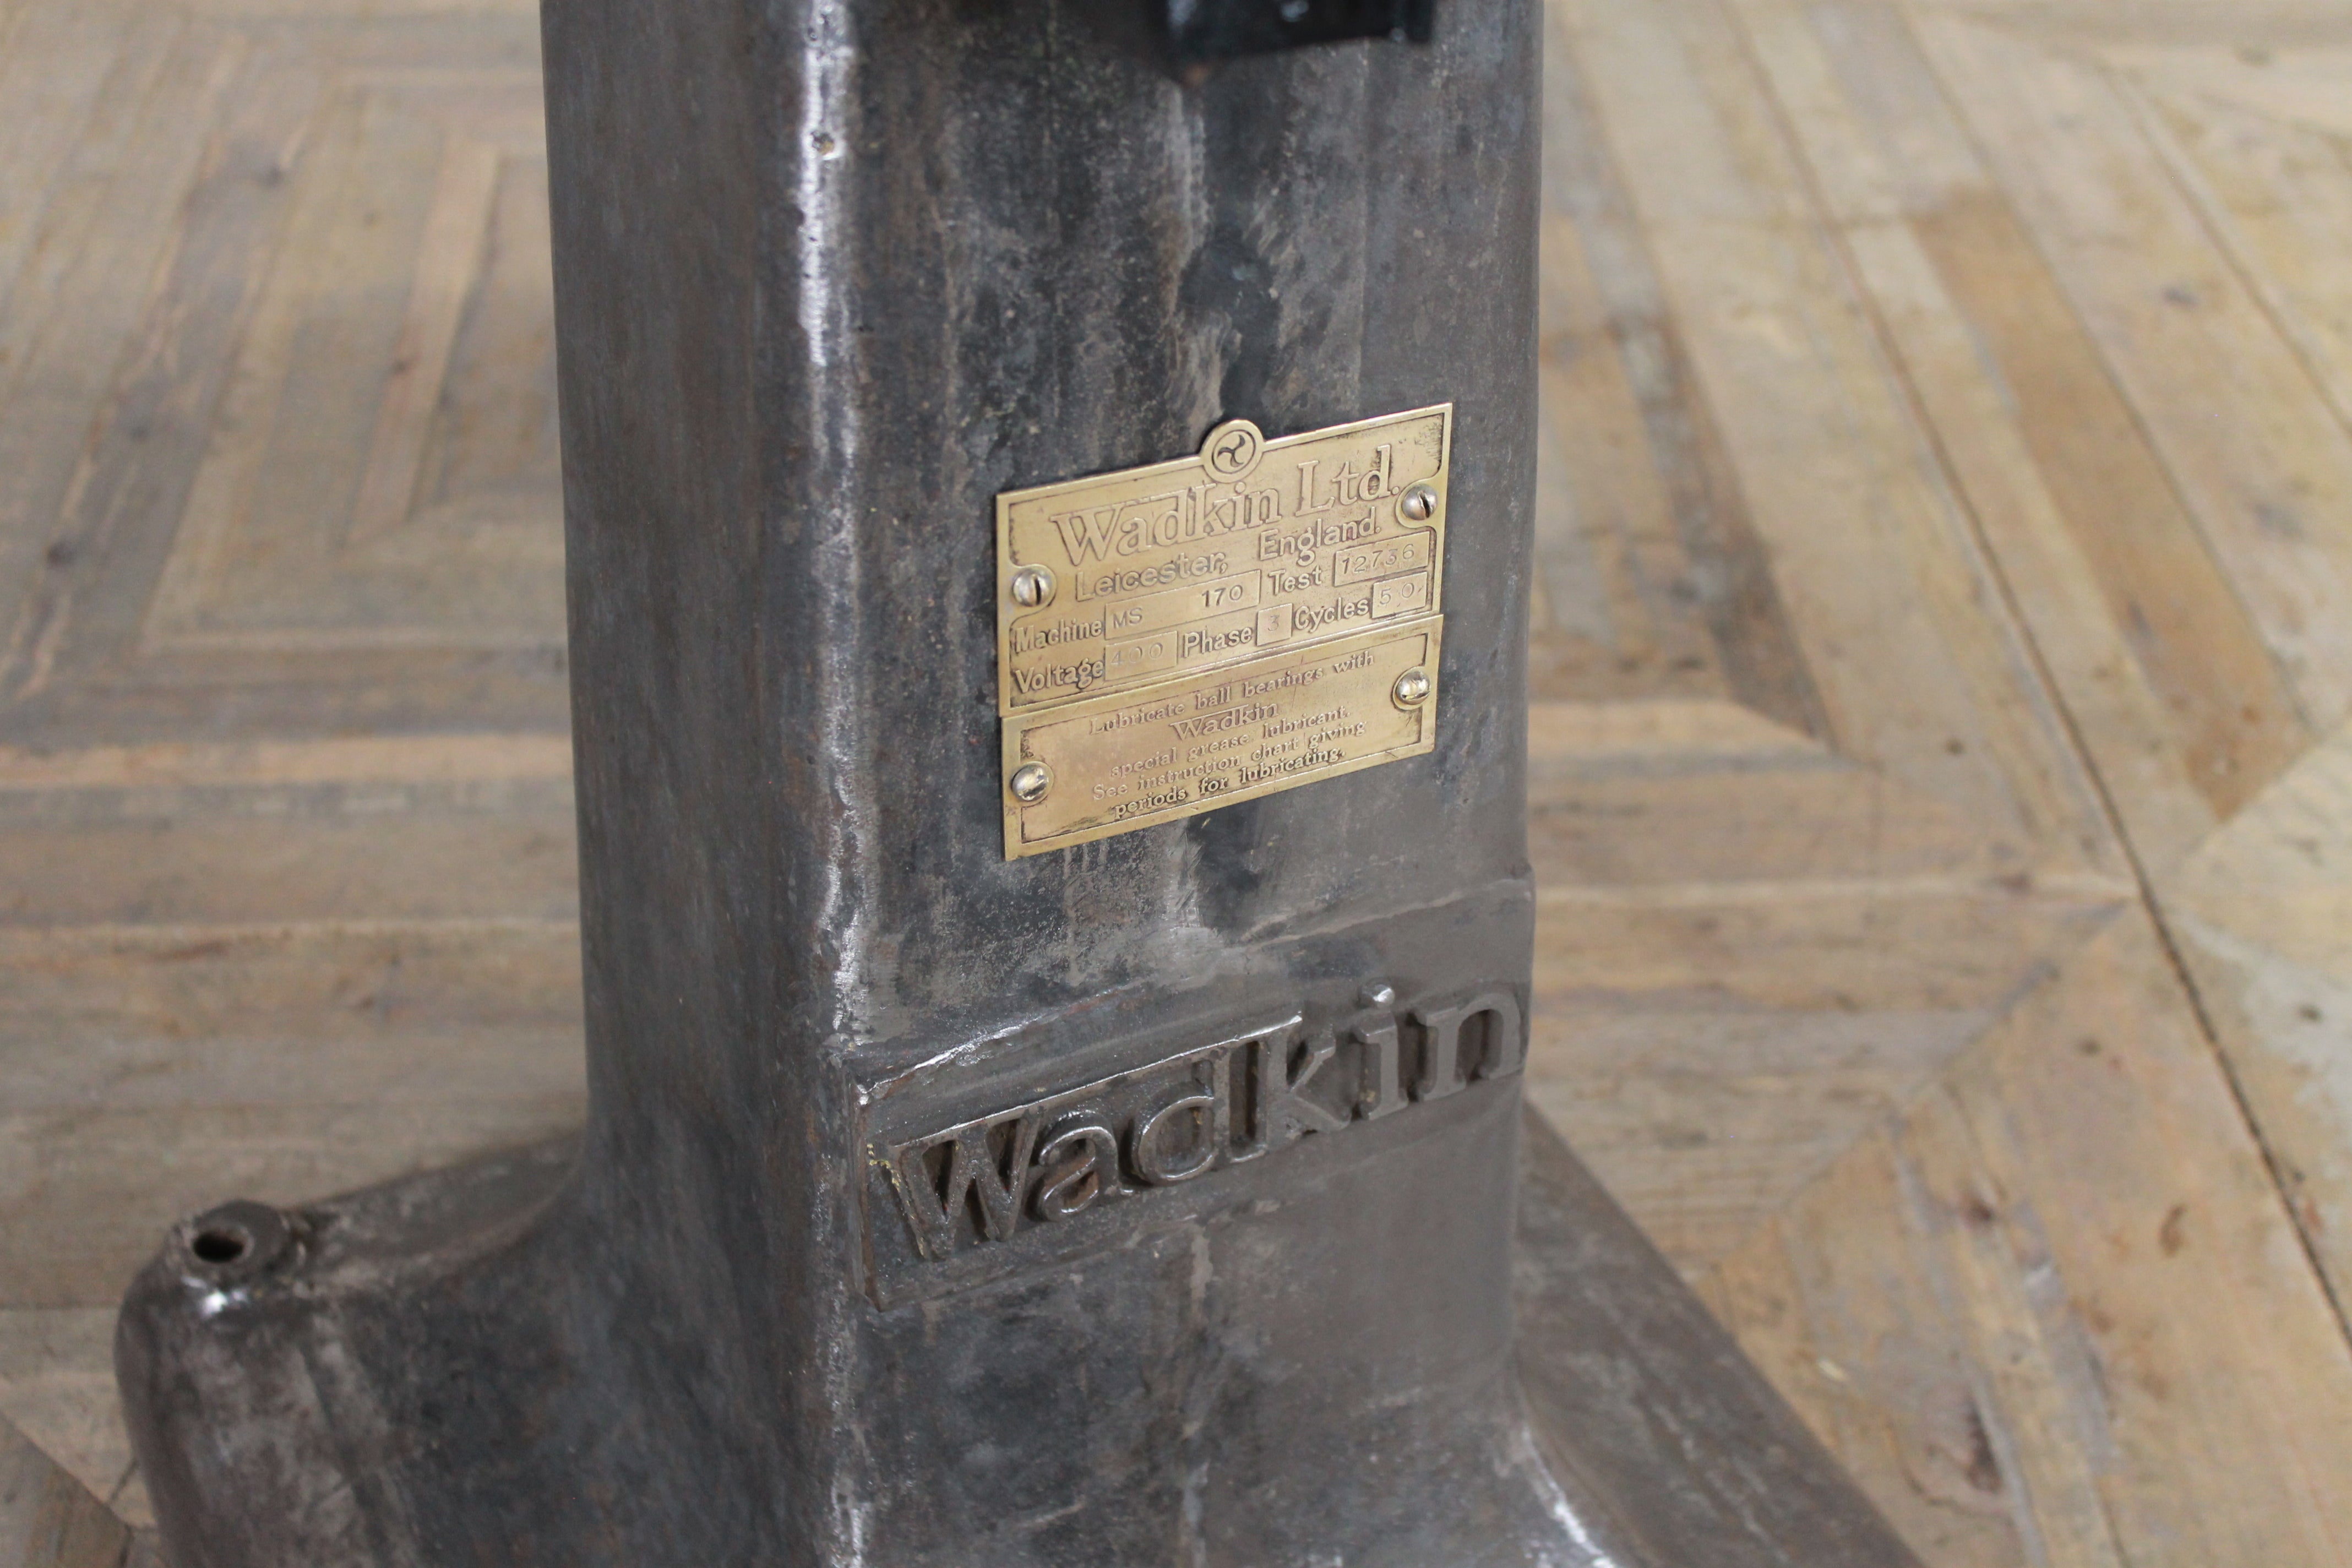 Wadkin Ltd.
Leicester, England.
Machine MS 170 Test 12736
Voltage 400 Phase 3 Cycles 50
Lubricate ball bearings with
Wadkin
special grease lubricant.
See instruction chart giving
periods for lubricating.
Wadkin